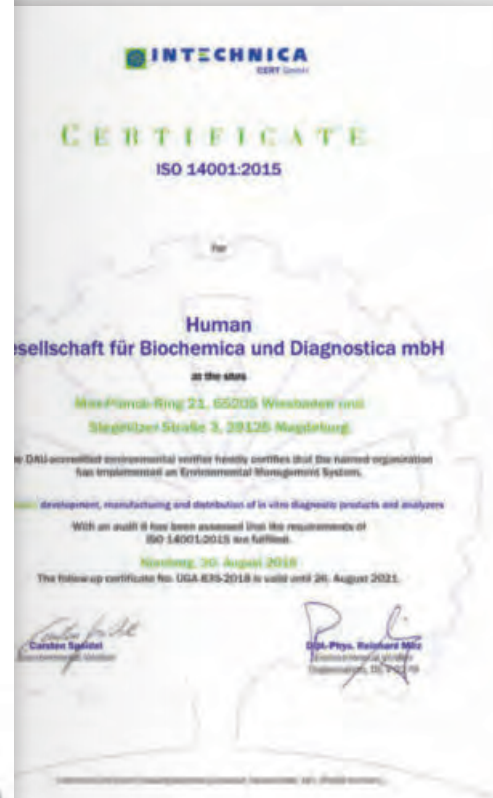 INTECHNICA
CERT GmbH
CERTIFICATE
ISO 14001:2015
For
Human
esellschaft für Biochemica und Diagnostica mbH
at the sites
Max-Planck-Ring 21, 65205 Wiesbaden und
Stegelitzer Straße 3, 39126 Magdeburg
DAU-accredited environmental verifier hereby certifies that the named organization
has implemented an Environmental Management System.
development, manufacturing and distribution of in vitro diagnostic products and analyzers
With an audit it has been assessed that the requirements of
ISO 14001:2015 are fulfilled.
Nürnberg, 30. August 2018
The follow-up certificate No. UGA-835-2018 is valid until 26. August 2021.
Carsten
Dipl.-Phys. Reinhard